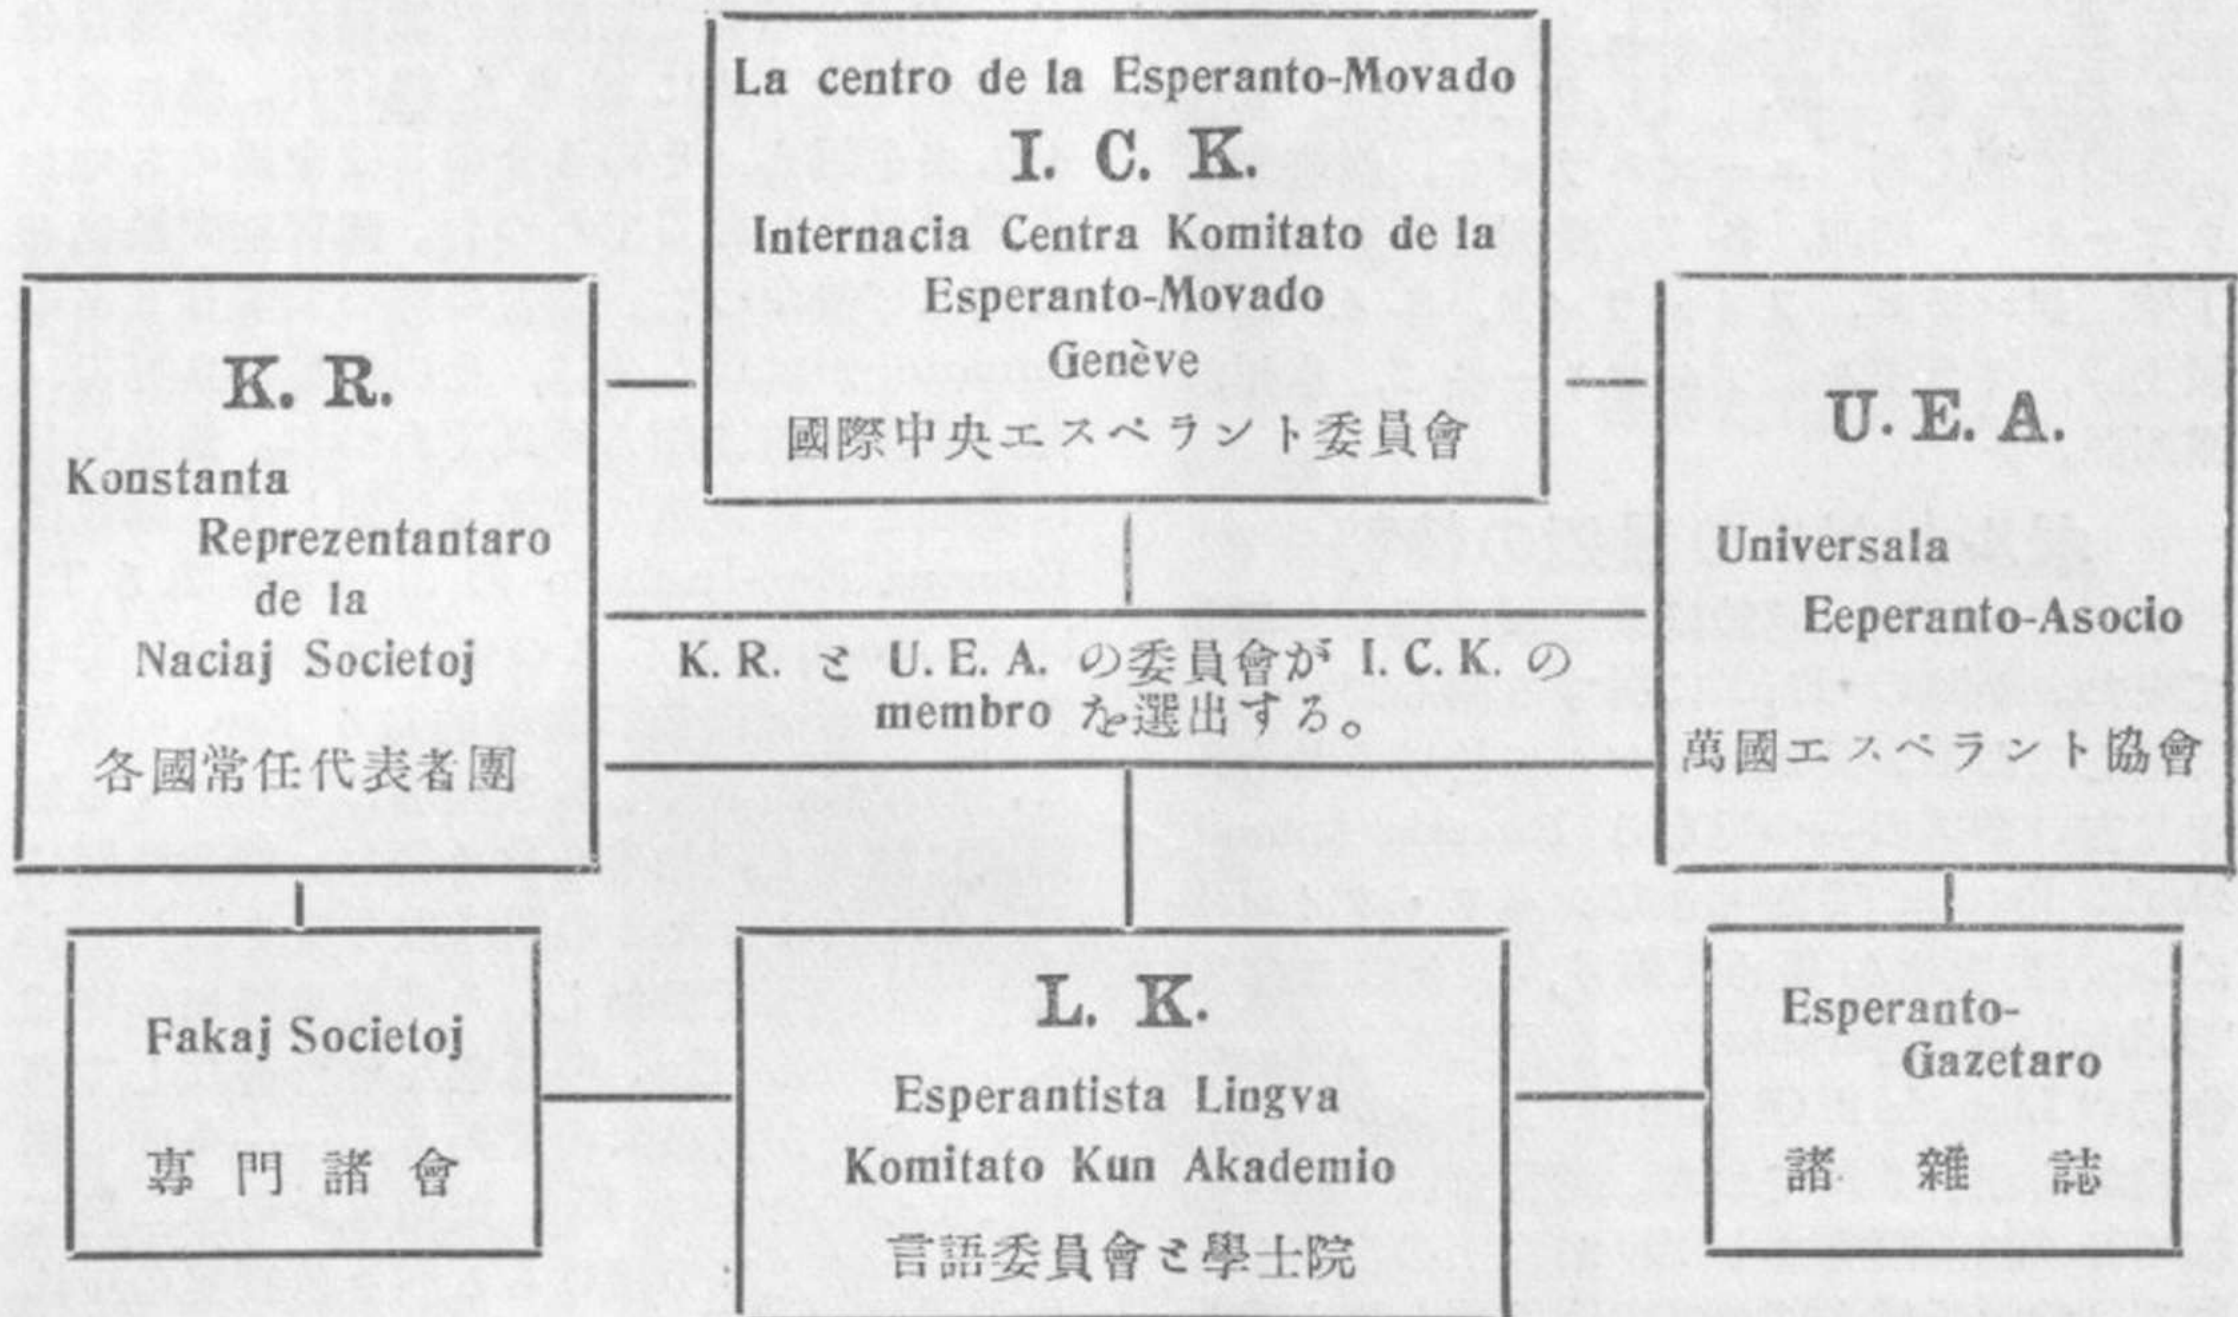 La centro de la Esperanto-Movado
I. C. K.
Internacia Centra Komitato de la
Esperanto-Movado
Genève
國際中央エスペラント委員會
K. R.
Konstanta
Reprezentantaro
de la
Naciaj Societoj
各國常任代表者團
U. E. A.
Universala
Eeperanto-Asocio
萬國エスペラント協會
K. R. と U. E. A. の委員會が I. C. K. の
membro を選出する。
Fakaj Societoj
專門諸會
L. K.
Esperantista Lingva
Komitato Kun Akademio
言語委員會と學士院
Esperanto-
Gazetaro
諸雜誌